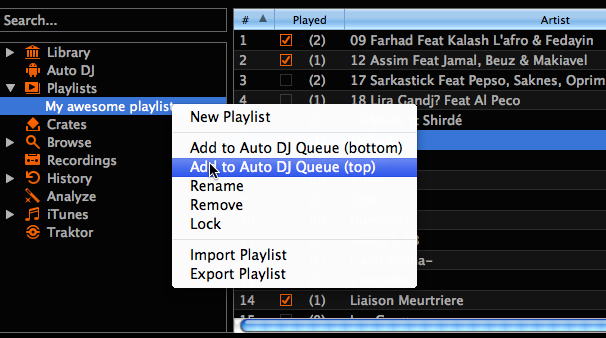 Search...
# Played Artist
Library
Auto DJ
Playlists
My awesome playlist
Crates
Browse
Recordings
History
Analyze
iTunes
Traktor
1 (2) 09 Farhad Feat Kalash L'afro & Fedayin
2 (1) 12 Assim Feat Jamal, Beuz & Makiavel
3 (2) 17 Sarkastick Feat Pepso, Saknes, Oprim
4 (1) 18 Lira Gandj? Feat Al Peco
Shirdé
14 (1) Liaison Meurtriere
New Playlist
Add to Auto DJ Queue (bottom)
Add to Auto DJ Queue (top)
Rename
Remove
Lock
Import Playlist
Export Playlist